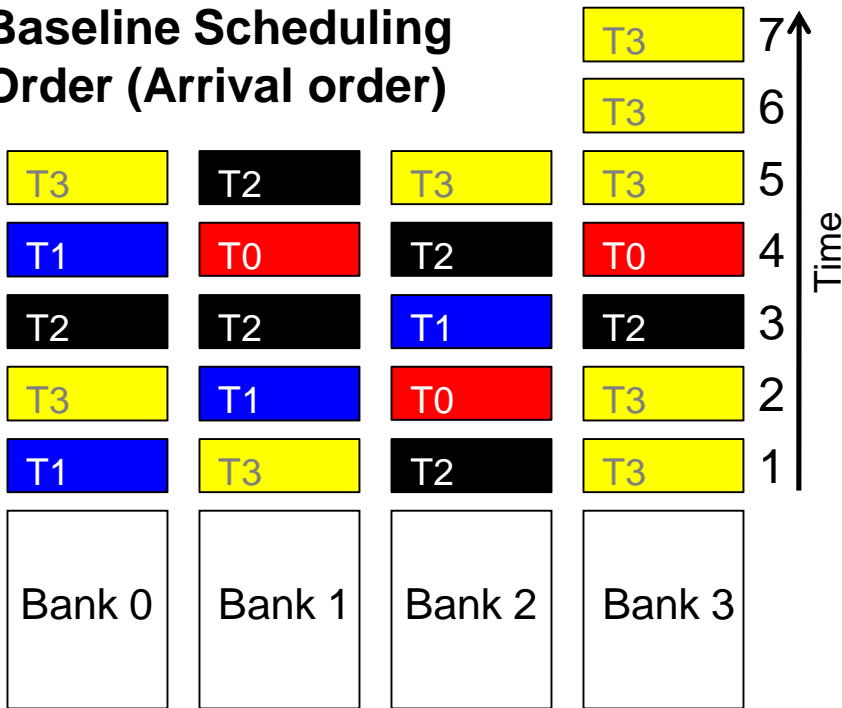 Baseline Scheduling
Order (Arrival order)
T3 7
T3 6
T3 T2 T3 T3 5
T1 T0 T2 T0 4
T2 T2 T1 T2 3
T3 T1 T0 T3 2
T1 T3 T2 T3 1
Time
Bank 0 Bank 1 Bank 2 Bank 3